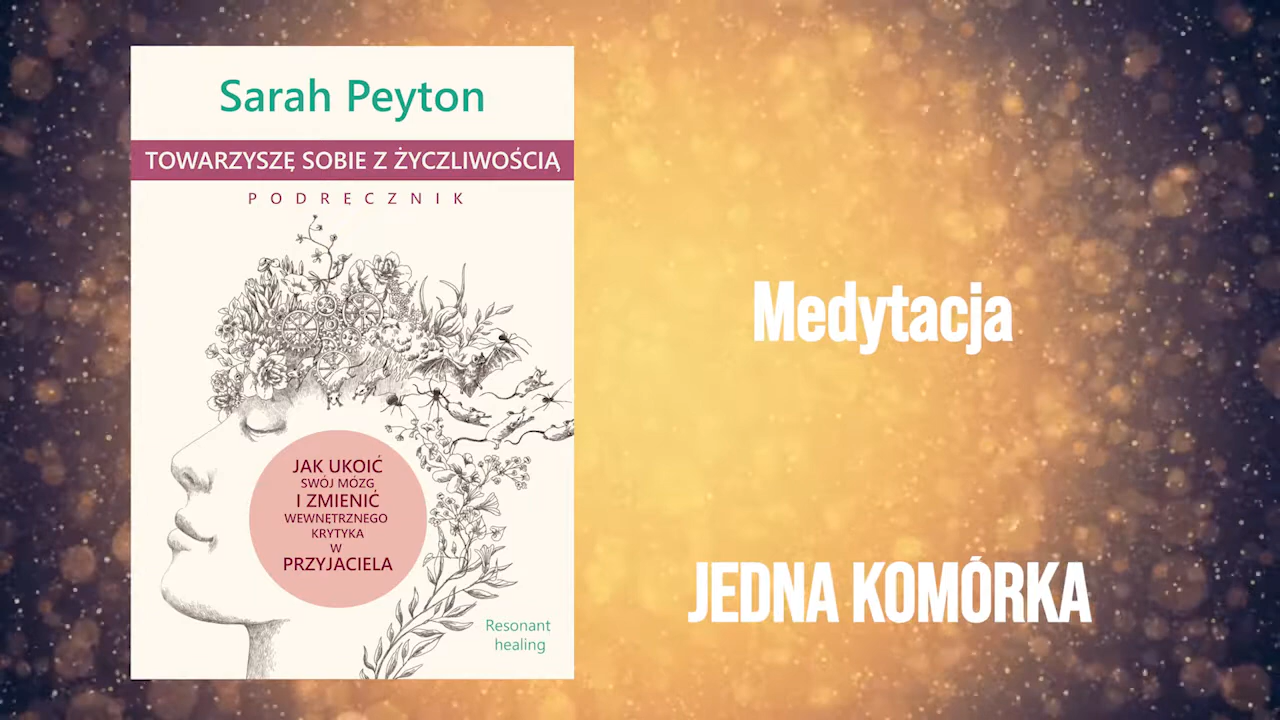 Sarah Peyton
TOWARZYSZĘ SOBIE Z ŻYCZLIWOŚCIĄ
PODRĘCZNIK
JAK UKOIĆ
SWÓJ MÓZG
I ZMIENIĆ
WEWNĘTRZNEGO
KRYTYKA
W
PRZYJACIELA
Resonant
healing
Medytacja
JEDNA KOMÓRKA